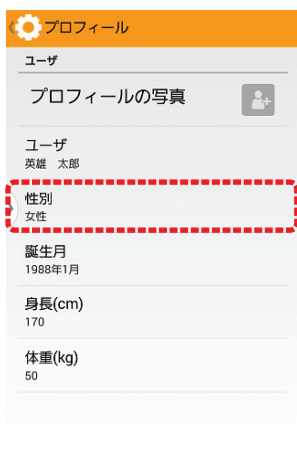 プロフィール
ユーザ
プロフィールの写真
ユーザ
英雄　太郎
性別
女性
誕生月
1988年1月
身長(cm)
170
体重(kg)
50